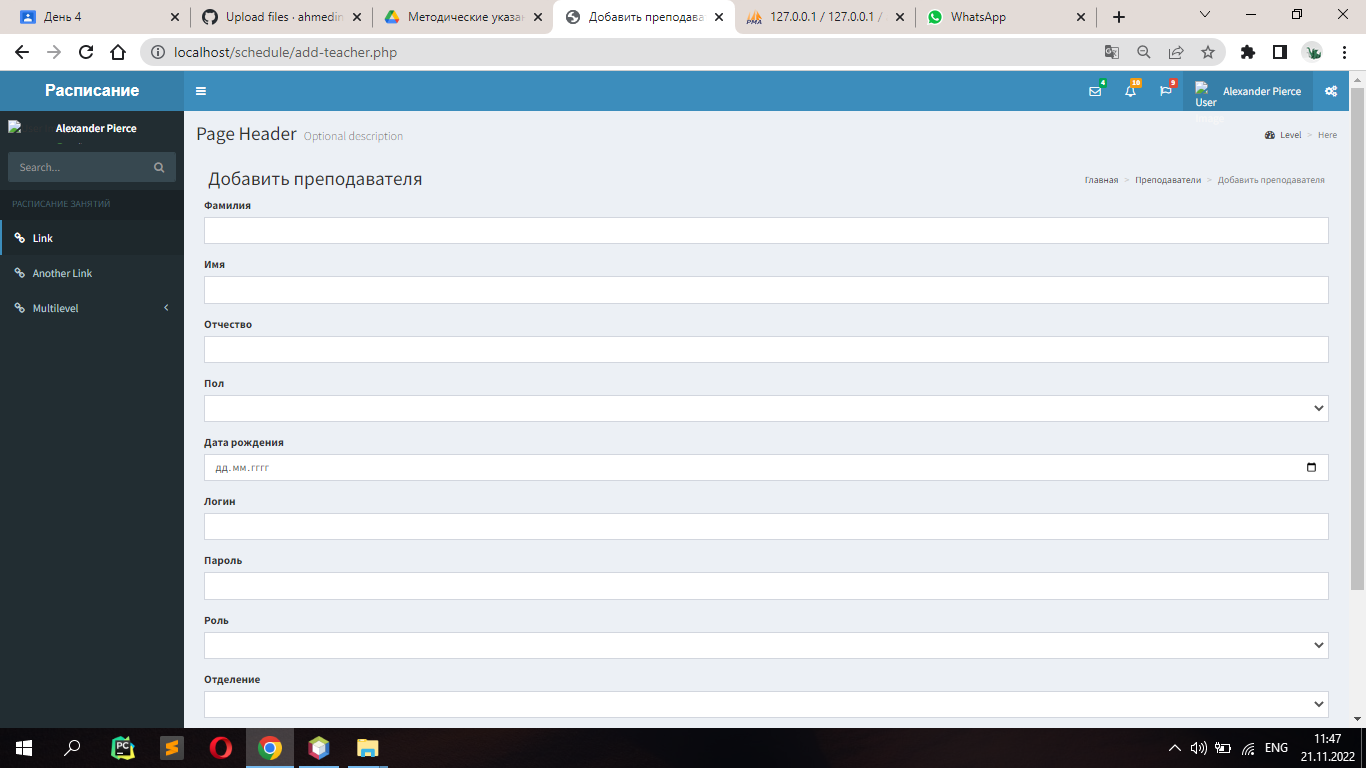 День 4
Upload files · ahmedin
Методические указа
Добавить преподава
127.0.0.1 / 127.0.0.1 /
WhatsApp
localhost/schedule/add-teacher.php
Расписание
4
10
9
User
Image
Alexander Pierce
Alexander Pierce
Page Header Optional description
Level > Here
Search...
Добавить преподавателя
Главная > Преподаватели > Добавить преподавателя
РАСПИСАНИЕ ЗАНЯТИЙ
Link
Another Link
Multilevel
Фамилия
Имя
Отчество
Пол
Дата рождения
дд.мм.гггг
Логин
Пароль
Роль
Отделение
PC
ENG
11:47
21.11.2022